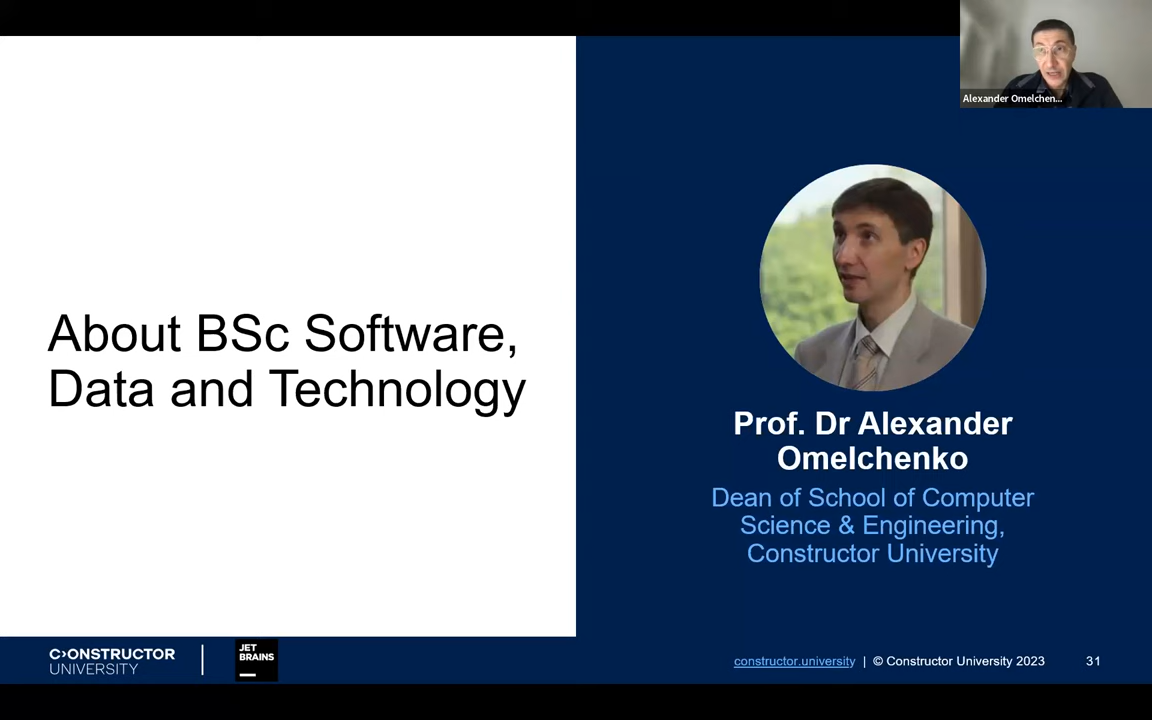 Alexander Omelchen...
About BSc Software,
Data and Technology
Prof. Dr Alexander
Omelchenko
Dean of School of Computer
Science & Engineering,
Constructor University
C>ONSTRUCTOR
UNIVERSITY
JET
BRAINS
constructor.university | © Constructor University 2023 31